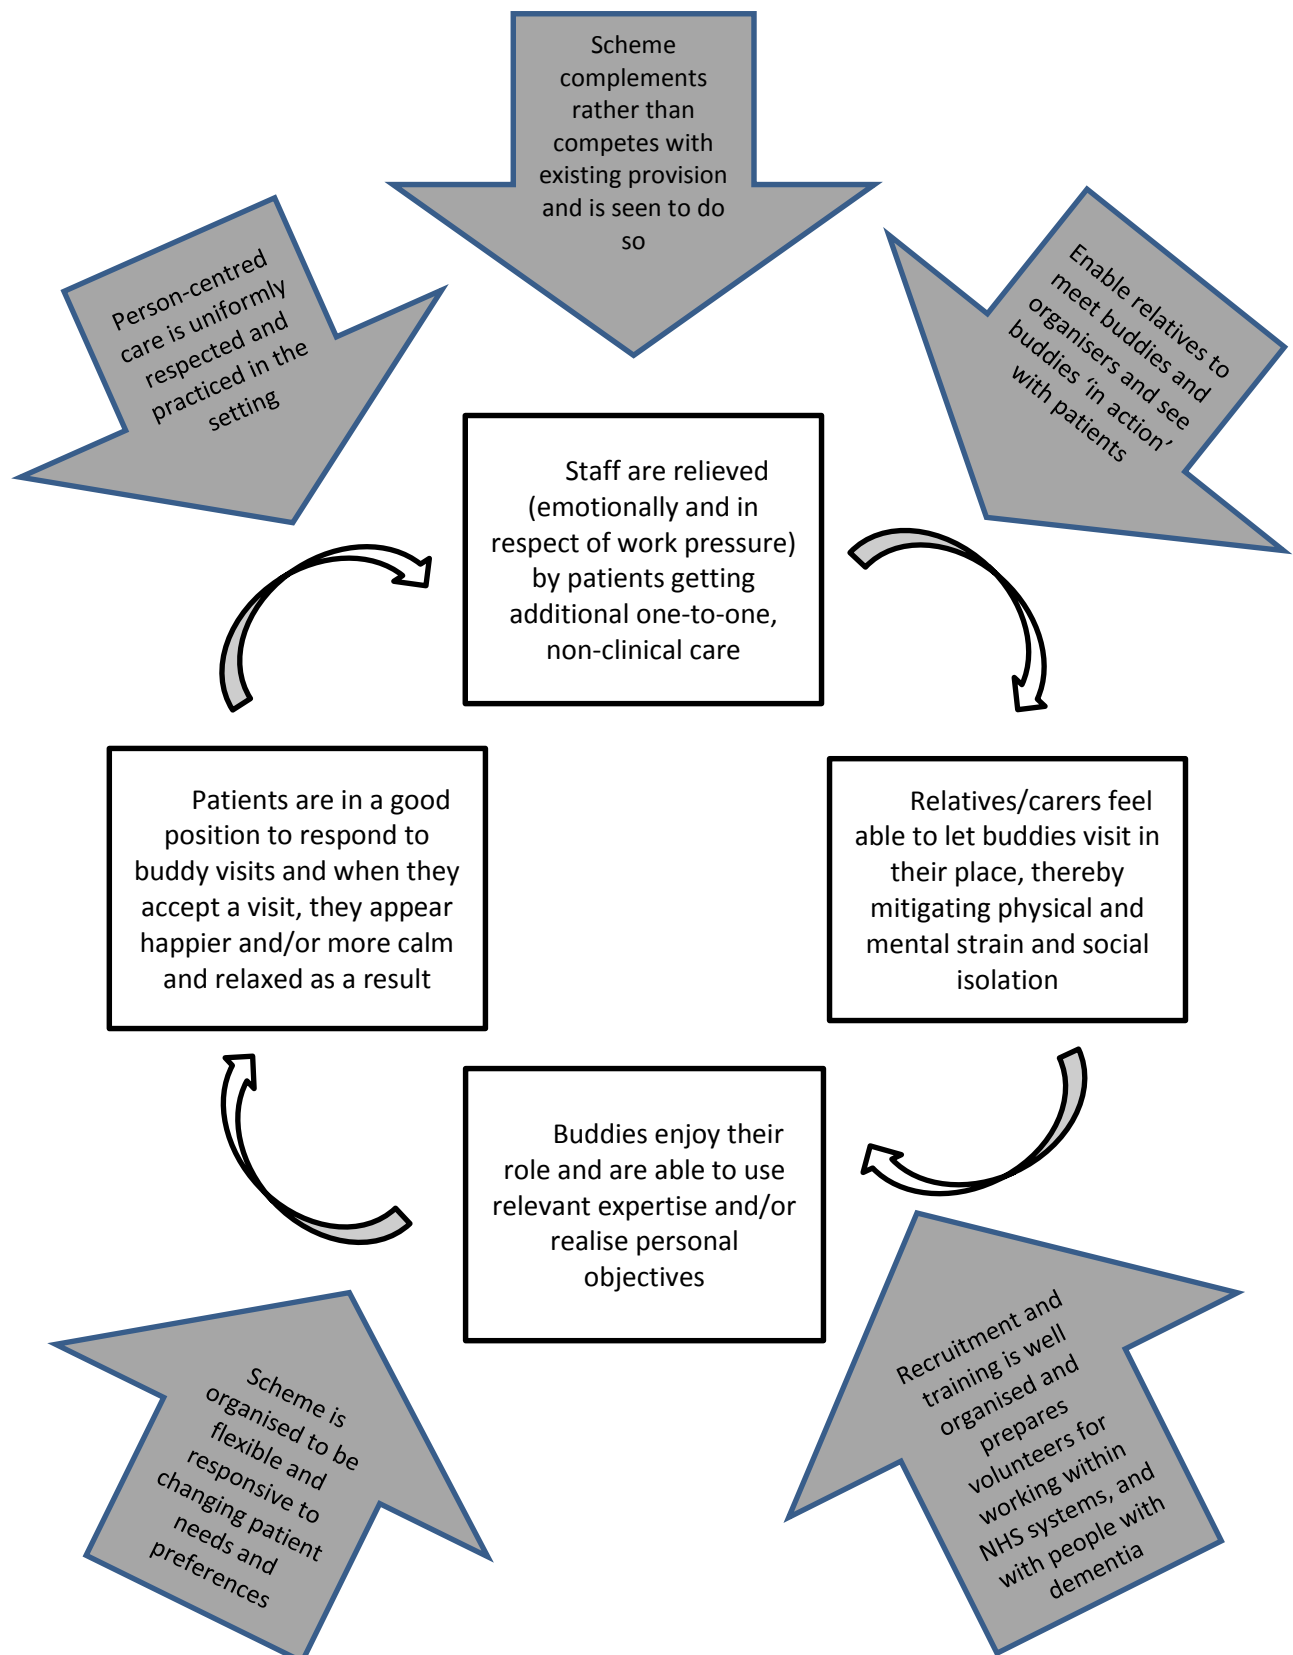 Scheme
complements
rather than
competes with
existing provision
and is seen to do
so
Person-centred
care is uniformly
respected and
practiced in the
setting
Enable relatives to
meet buddies and
organisers and see
buddies ‘in action’
with patients
Staff are relieved
(emotionally and in
respect of work pressure)
by patients getting
additional one-to-one,
non-clinical care
Patients are in a good
position to respond to
buddy visits and when they
accept a visit, they appear
happier and/or more calm
and relaxed as a result
Relatives/carers feel
able to let buddies visit in
their place, thereby
mitigating physical and
mental strain and social
isolation
Buddies enjoy their
role and are able to use
relevant expertise and/or
realise personal
objectives
Scheme is
organised to be
flexible and
responsive to
changing patient
needs and
preferences
Recruitment and
training is well
organised and
prepares
volunteers for
working within
NHS systems, and
with people with
dementia